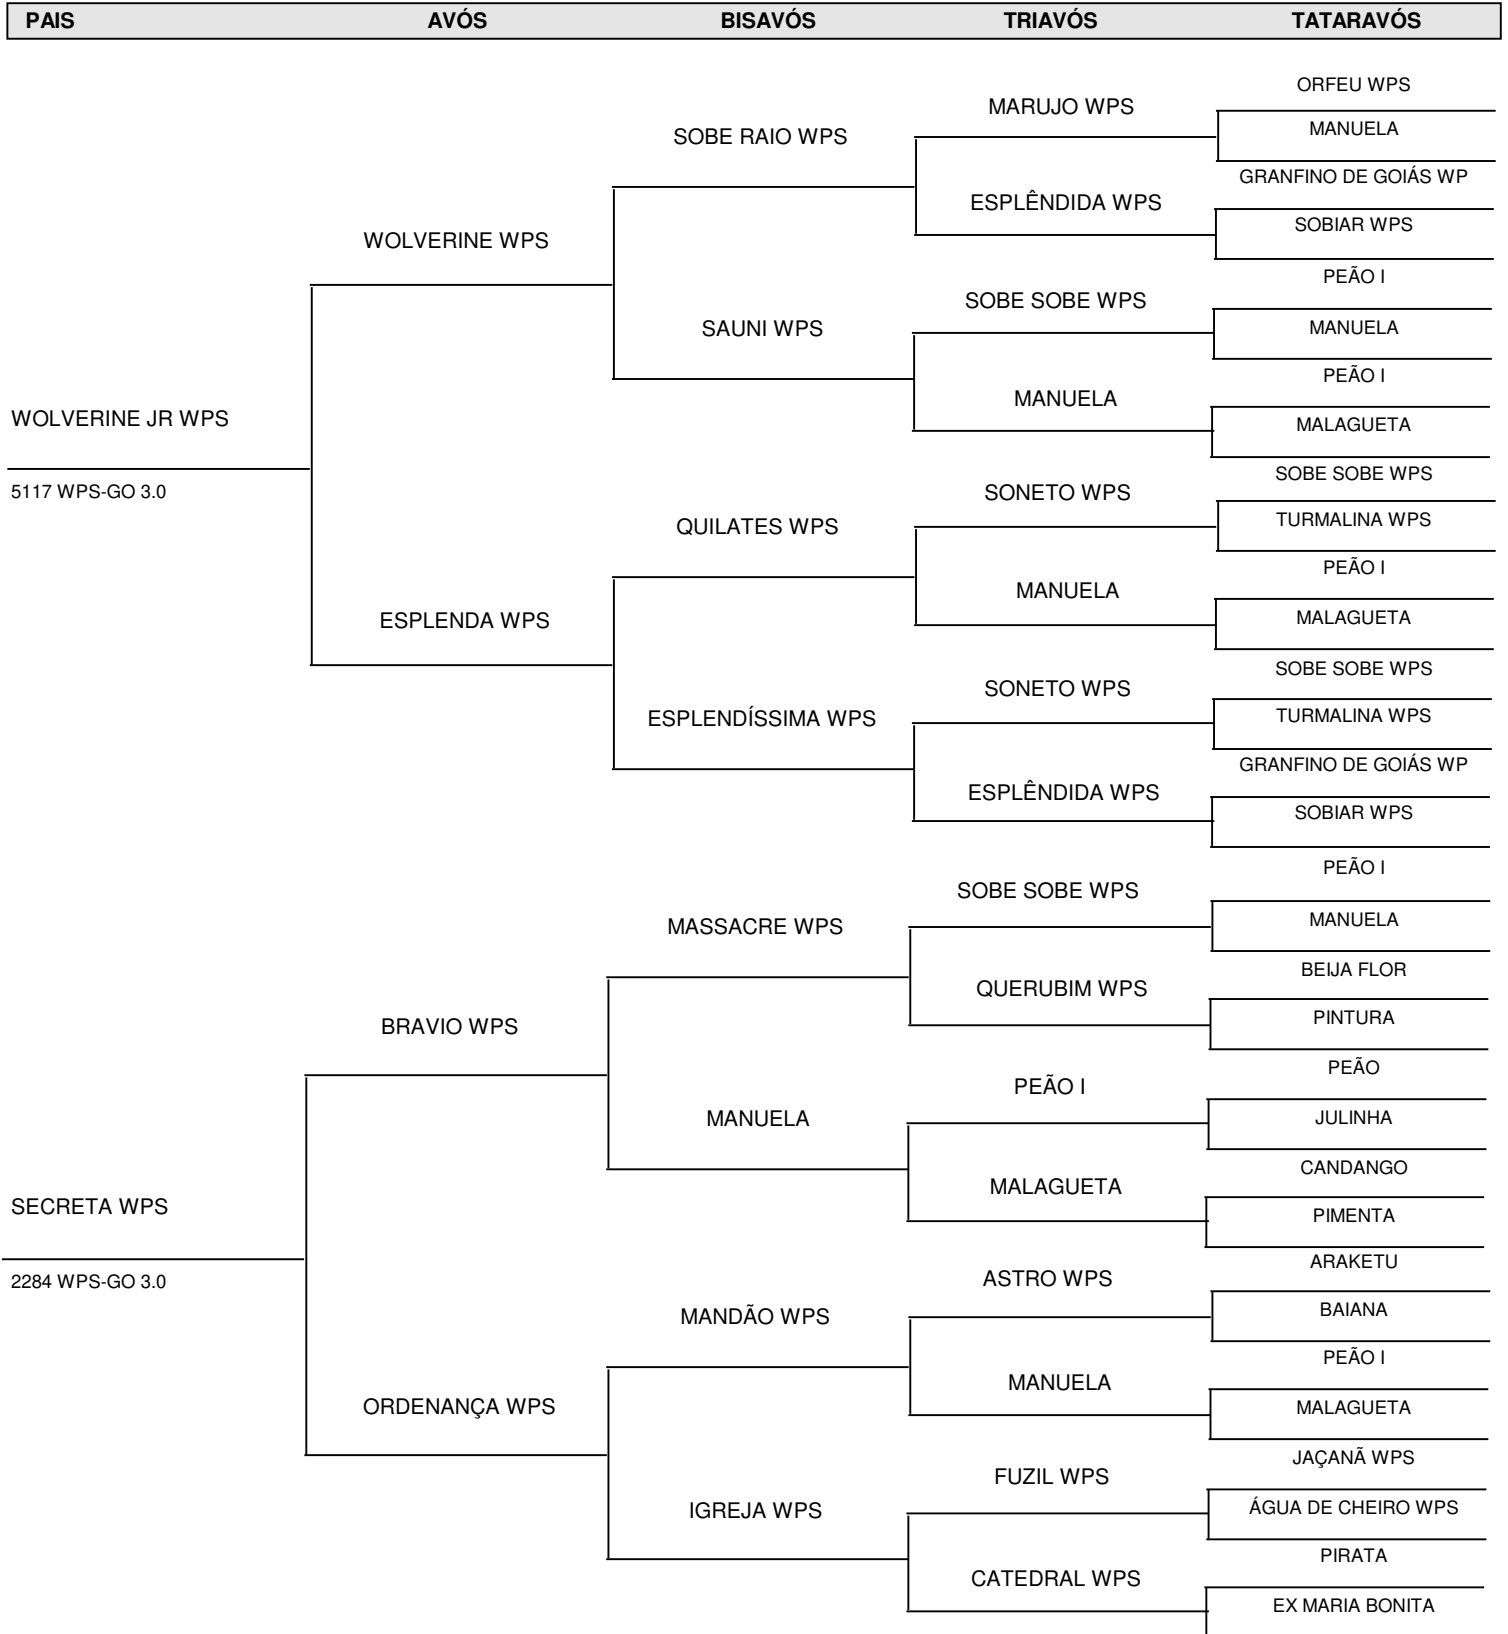 PAIS AVÓS BISAVÓS TRIAVÓS TATARAVÓS
ORFEU WPS
MARUJO WPS
MANUELA
SOBE RAIO WPS
GRANFINO DE GOIÁS WP
ESPLÊNDIDA WPS
SOBIAR WPS
WOLVERINE WPS
PEÃO I
SOBE SOBE WPS
MANUELA
SAUNI WPS
PEÃO I
MANUELA
MALAGUETA
WOLVERINE JR WPS
5117 WPS-GO 3.0
SOBE SOBE WPS
SONETO WPS
TURMALINA WPS
QUILATES WPS
PEÃO I
MANUELA
MALAGUETA
ESPLENDA WPS
SOBE SOBE WPS
SONETO WPS
TURMALINA WPS
ESPLENDÍSSIMA WPS
GRANFINO DE GOIÁS WP
ESPLÊNDIDA WPS
SOBIAR WPS
PEÃO I
SOBE SOBE WPS
MANUELA
MASSACRE WPS
BEIJA FLOR
QUERUBIM WPS
PINTURA
BRAVIO WPS
PEÃO
PEÃO I
JULINHA
MANUELA
CANDANGO
MALAGUETA
PIMENTA
SECRETA WPS
2284 WPS-GO 3.0
ARAKETU
ASTRO WPS
BAIANA
MANDÃO WPS
PEÃO I
MANUELA
MALAGUETA
ORDENANÇA WPS
JAÇANÃ WPS
FUZIL WPS
ÁGUA DE CHEIRO WPS
IGREJA WPS
PIRATA
CATEDRAL WPS
EX MARIA BONITA